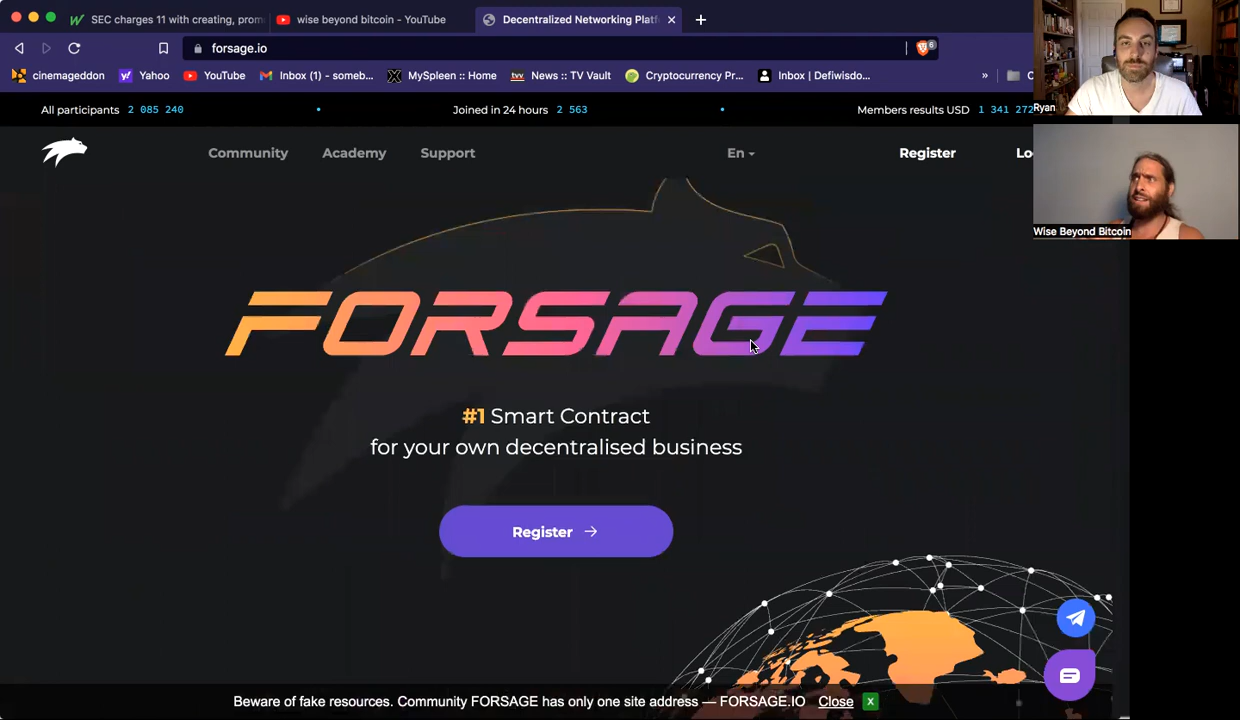 SEC charges 11 with creating, prom
wise beyond bitcoin - YouTube
Decentralized Networking Platf
forsage.io
6
cinemageddon
Yahoo
YouTube
Inbox (1) - someb...
MySpleen :: Home
tvv
News :: TV Vault
Cryptocurrency Pr...
Inbox | Defiwisdo...
»
C
All participants 2 085 240
Joined in 24 hours 2 563
Members results USD 1 341 272
Ryan
Community
Academy
Support
En
Register
Lo
Wise Beyond Bitcoin
FORSAGE
#1 Smart Contract
for your own decentralised business
Register →
Beware of fake resources. Community FORSAGE has only one site address — FORSAGE.IO Close x